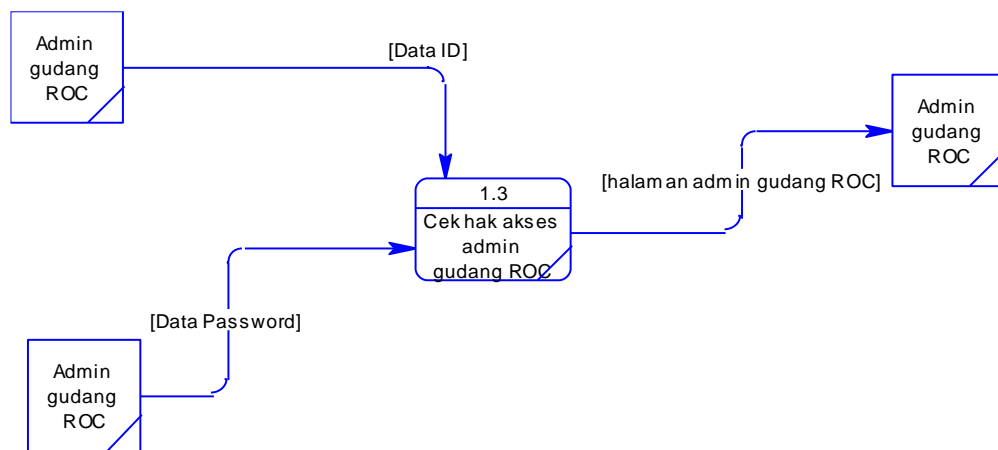 Admin
gudang
ROC
[Data ID]
Admin
gudang
ROC
[halaman admin gudang ROC]
1.3
Cek hak akses
admin
gudang ROC
[Data Password]
Admin
gudang
ROC